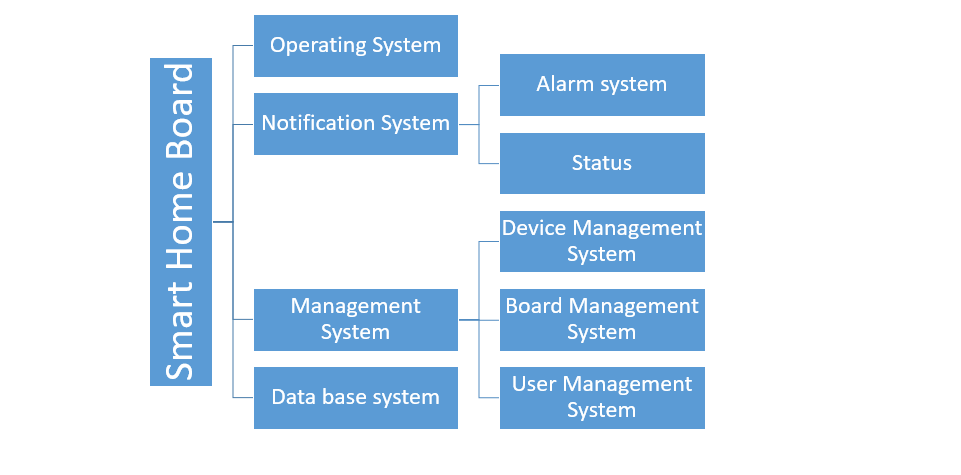 Smart Home Board
Operating System
Notification System
Alarm system
Status
Management
System
Device Management
System
Board Management
System
User Management
System
Data base system